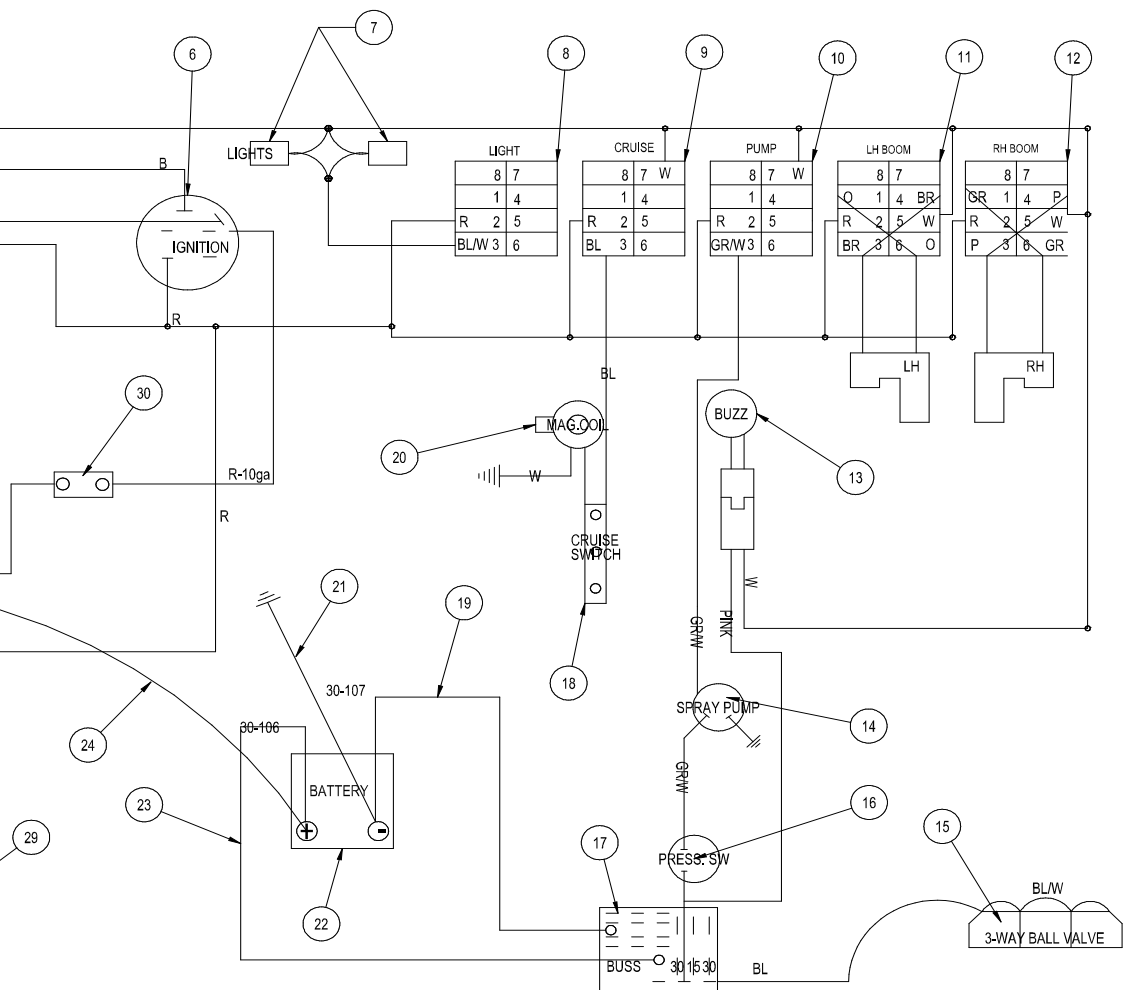 7
6
8
9
10
11
12
LIGHTS
LIGHT
CRUISE
PUMP
LH BOOM
RH BOOM
B
8 7
8 7 W
8 7 W
8 7
8 7
1 4
1 4
1 4
O 1 4 BR
GR 1 4 P
R 2 5
R 2 5
R 2 5
R 2 5 W
R 2 5 W
IGNITION
BL/W 3 6
BL 3 6
GR/W 3 6
BR 3 6 O
P 3 6 GR
R
LH
RH
BL
30
BUZZ
MAG.COIL
20
13
R-10ga
W
R
CRUISE
SWITCH
21
19
W
PINK
GR/W
18
30-107
SPRAY PUMP
14
30-106
24
GR/W
BATTERY
23
+
-
16
29
17
15
PRESS. SW
BL/W
22
3-WAY BALL VALVE
BUSS
30 15 30
BL